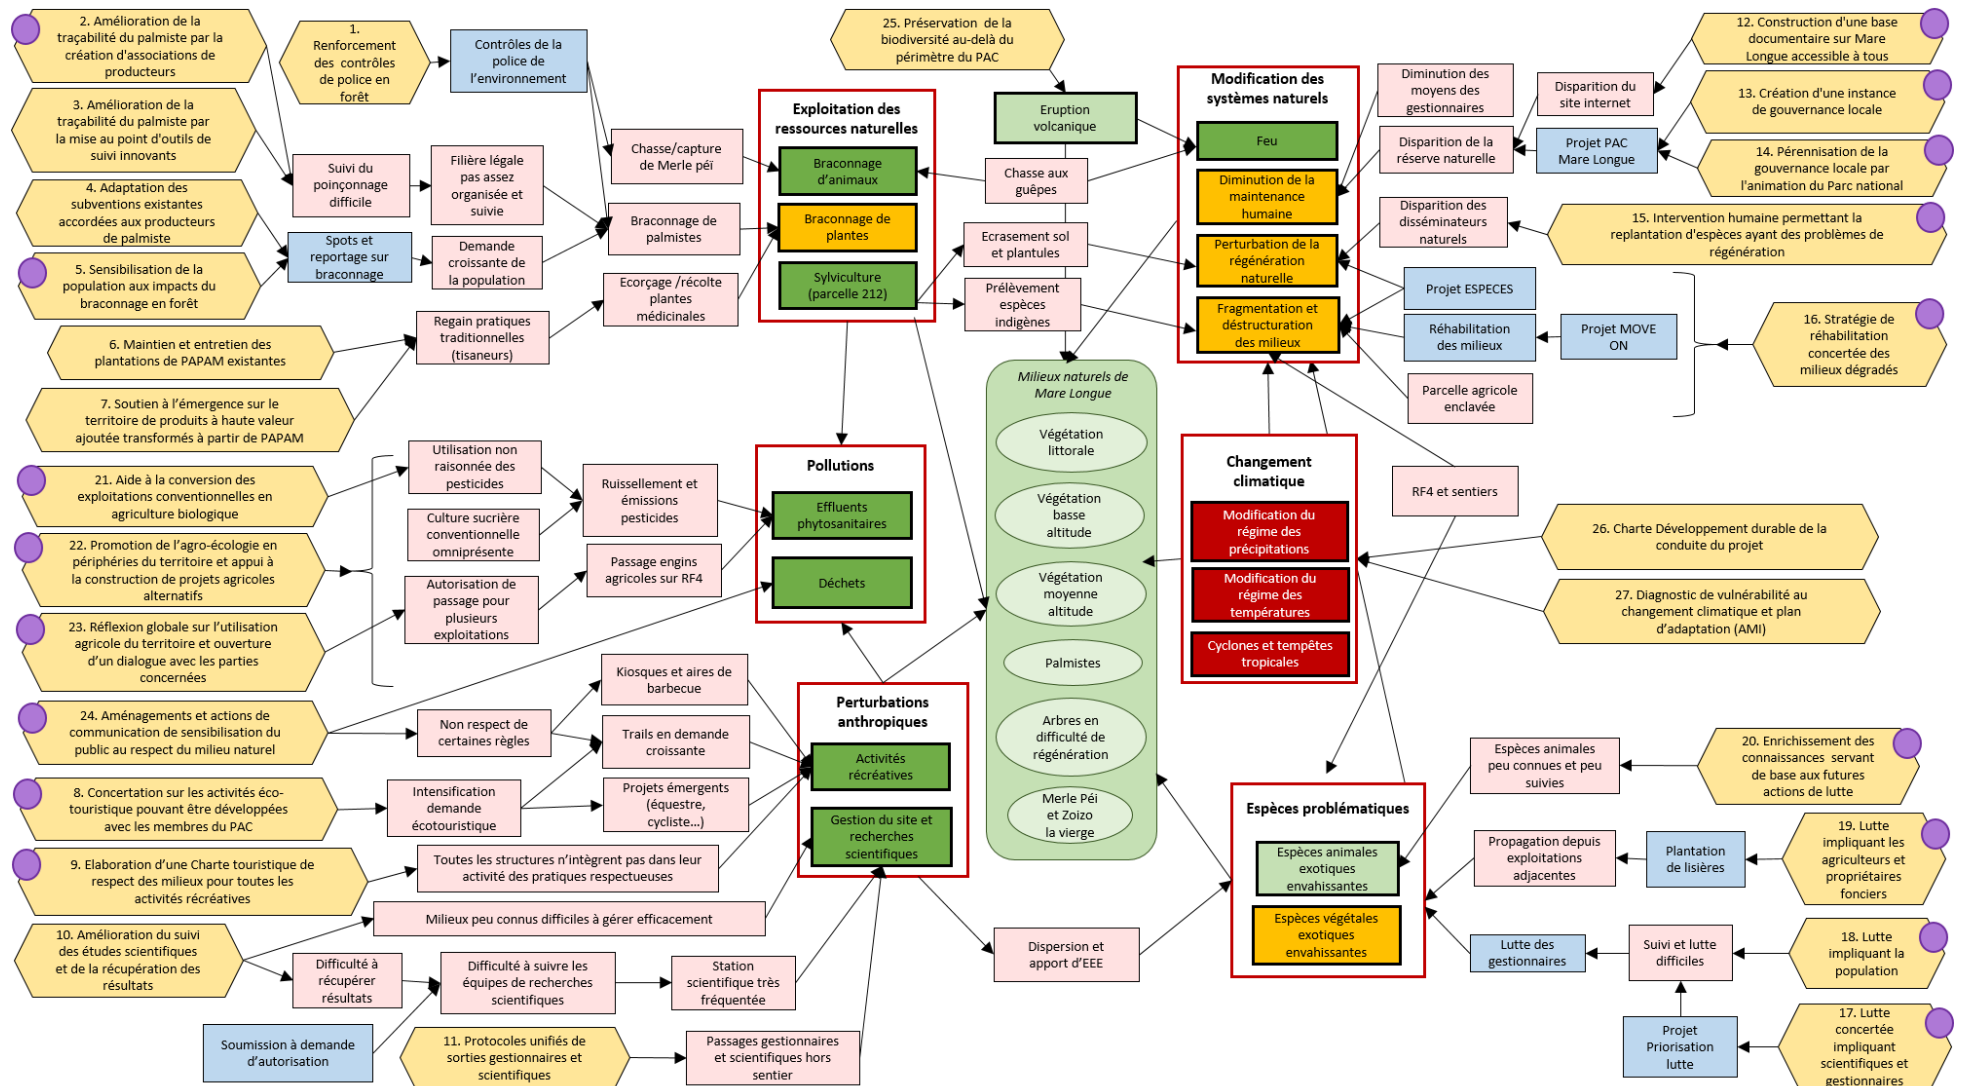 2. Amélioration de la
traçabilité du palmiste par la
création d'associations de
producteurs
1.
Renforcement
des contrôles
de police en
forêt
Contrôles de la
police de
l'environnement
3. Amélioration de la
traçabilité du palmiste par
la mise au point d'outils de
suivi innovants
4. Adaptation des
subventions existantes
accordées aux producteurs
de palmiste
5. Sensibilisation de la
population aux impacts du
braconnage en forêt
6. Maintien et entretien des
plantations de PAPAM existantes
7. Soutien à l'émergence sur le
territoire de produits à haute valeur
ajoutée transformés à partir de PAPAM
Suivi du
poinçonnage
difficile
Filière légale
pas assez
organisée et
suivie
Spots et
reportage sur
braconnage
Demande
croissante de
la population
Regain pratiques
traditionnelles
(tisaneurs)
Chasse/capture
de Merle péï
Braconnage de
palmistes
Ecorçage /récolte
plantes
médicinales
Exploitation des
ressources naturelles
Braconnage
d'animaux
Braconnage de
plantes
Sylviculture
(parcelle 212)
25. Préservation de la
biodiversité au-delà du
périmètre du PAC
Eruption
volcanique
Chasse aux
guêpes
Ecrasement sol
et plantules
Prélèvement
espèces
indigènes
Modification des
systèmes naturels
Feu
Diminution de la
maintenance
humaine
Perturbation de la
régénération
naturelle
Fragmentation et
déstructuration
des milieux
Diminution des
moyens des
gestionnaires
Disparition de la
réserve naturelle
Disparition des
disséminateurs
naturels
Disparition du
site internet
Projet PAC
Mare Longue
Projet ESPECES
Réhabilitation
des milieux
Projet MOVE
ON
Parcelle agricole
enclavée
12. Construction d'une base
documentaire sur Mare
Longue accessible à tous
13. Création d'une instance
de gouvernance locale
14. Pérennisation de la
gouvernance locale par
l'animation du Parc national
15. Intervention humaine permettant la
replantation d'espèces ayant des problèmes de
régénération
16. Stratégie de
réhabilitation
concertée des
milieux dégradés
Milieux naturels de
Mare Longue
Végétation
littorale
Végétation
basse
altitude
Végétation
moyenne
altitude
Palmistes
Arbres en
difficulté de
régénération
Merle Péi
et Zoizo
la vierge
Changement
climatique
Modification du
régime des
précipitations
Modification du
régime des
températures
Cyclones et tempêtes
tropicales
RF4 et sentiers
26. Charte Développement durable de la
conduite du projet
27. Diagnostic de vulnérabilité au
changement climatique et plan
d'adaptation (AMI)
21. Aide à la conversion des
exploitations conventionnelles en
agriculture biologique
22. Promotion de l'agro-écologie en
périphéries du territoire et appui à
la construction de projets agricoles
alternatifs
23. Réflexion globale sur l'utilisation
agricole du territoire et ouverture
d'un dialogue avec les parties
concernées
24. Aménagements et actions de
communication de sensibilisation du
public au respect du milieu naturel
Utilisation non
raisonnée des
pesticides
Culture sucrière
conventionnelle
omniprésente
Autorisation de
passage pour
plusieurs
exploitations
Ruissellement et
émissions
pesticides
Passage engins
agricoles sur RF4
Pollutions
Effluents
phytosanitaires
Déchets
Non respect de
certaines règles
Kiosques et aires de
barbecue
Trails en demande
croissante
Projets émergents
(équestre,
cycliste…)
Perturbations
anthropiques
Activités
récréatives
Gestion du site et
recherches
scientifiques
8. Concertation sur les activités éco-
touristique pouvant être développées
avec les membres du PAC
Intensification
demande
écotouristique
9. Elaboration d'une Charte touristique de
respect des milieux pour toutes les
activités récréatives
Toutes les structures n'intègrent pas dans leur
activité des pratiques respectueuses
Milieux peu connus difficiles à gérer efficacement
10. Amélioration du suivi
des études scientifiques
et de la récupération des
résultats
Difficulté à
récupérer
résultats
Difficulté à suivre les
équipes de recherches
scientifiques
Station
scientifique très
fréquentée
Soumission à demande
d'autorisation
11. Protocoles unifiés de
sorties gestionnaires et
scientifiques
Passages gestionnaires
et scientifiques hors
sentier
Dispersion et
apport d'EEE
Espèces problématiques
Espèces animales
exotiques
envahissantes
Espèces végétales
exotiques
envahissantes
Espèces animales
peu connues et peu
suivies
Propagation depuis
exploitations
adjacentes
Plantation
de lisières
Lutte des
gestionnaires
Suivi et lutte
difficiles
Projet
Priorisation
lutte
20. Enrichissement des
connaissances servant
de base aux futures
actions de lutte
19. Lutte
impliquant les
agriculteurs et
propriétaires
fonciers
18. Lutte
impliquant la
population
17. Lutte
concertée
impliquant
scientifiques et
gestionnaires